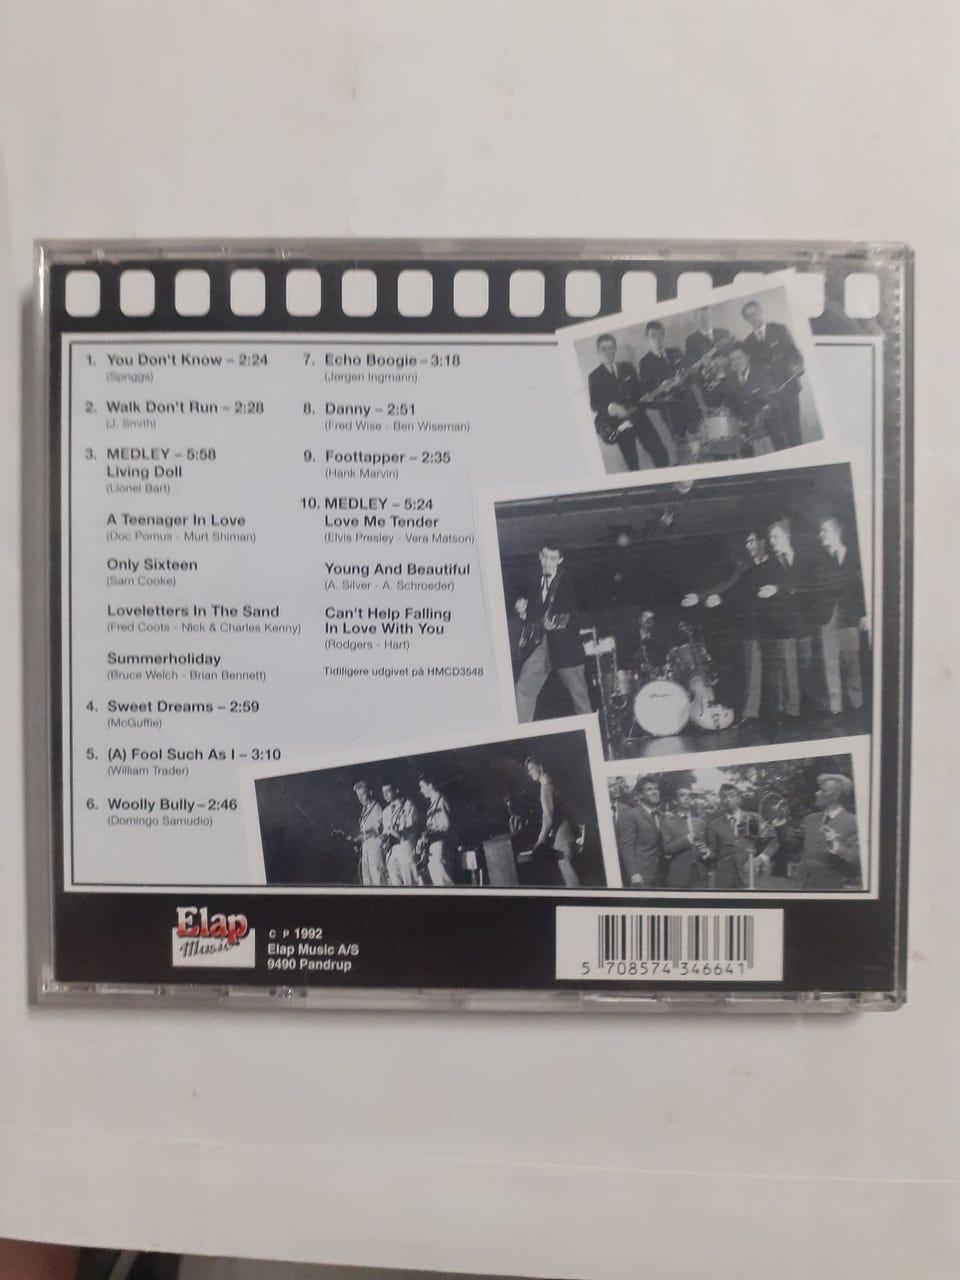 1. You Don't Know – 2:24
(Spriggs)
2. Walk Don't Run – 2:28
(J. Smith)
3. MEDLEY – 5:58
Living Doll
(Lionel Bart)
A Teenager In Love
(Doc Pomus - Murt Shiman)
Only Sixteen
(Sam Cooke)
Loveletters In The Sand
(Fred Coots - Nick & Charles Kenny)
Summerholiday
(Bruce Welch - Brian Bennett)
4. Sweet Dreams – 2:59
(McGuffie)
5. (A) Fool Such As I – 3:10
(William Trader)
6. Woolly Bully – 2:46
(Domingo Samudio)
7. Echo Boogie – 3:18
(Jørgen Ingmann)
8. Danny – 2:51
(Fred Wise - Ben Wiseman)
9. Foottapper – 2:35
(Hank Marvin)
10. MEDLEY – 5:24
Love Me Tender
(Elvis Presley - Vera Matson)
Young And Beautiful
(A. Silver - A. Schroeder)
Can't Help Falling
In Love With You
(Rodgers - Hart)
Tidligere udgivet på HMCD3548
Elap
Music
C P 1992
Elap Music A/S
9490 Pandrup
5 708574 346641